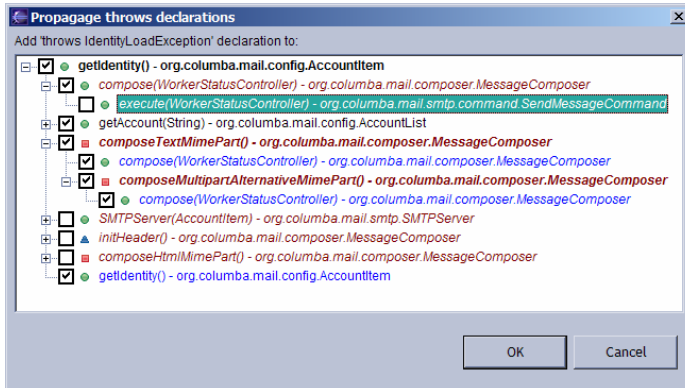 Propagage throws declarations
Add 'throws IdentityLoadException' declaration to:
getIdentity() - org.columba.mail.config.AccountItem
compose(WorkerStatusController) - org.columba.mail.composer.MessageComposer
execute(WorkerStatusController) - org.columba.mail.smtp.command.SendMessageCommand
getAccount(String) - org.columba.mail.config.AccountList
composeTextMimePart() - org.columba.mail.composer.MessageComposer
compose(WorkerStatusController) - org.columba.mail.composer.MessageComposer
composeMultipartAlternativeMimePart() - org.columba.mail.composer.MessageComposer
compose(WorkerStatusController) - org.columba.mail.composer.MessageComposer
SMTPServer(AccountItem) - org.columba.mail.smtp.SMTPServer
initHeader() - org.columba.mail.composer.MessageComposer
composeHtmlMimePart() - org.columba.mail.composer.MessageComposer
getIdentity() - org.columba.mail.config.AccountItem
OK Cancel